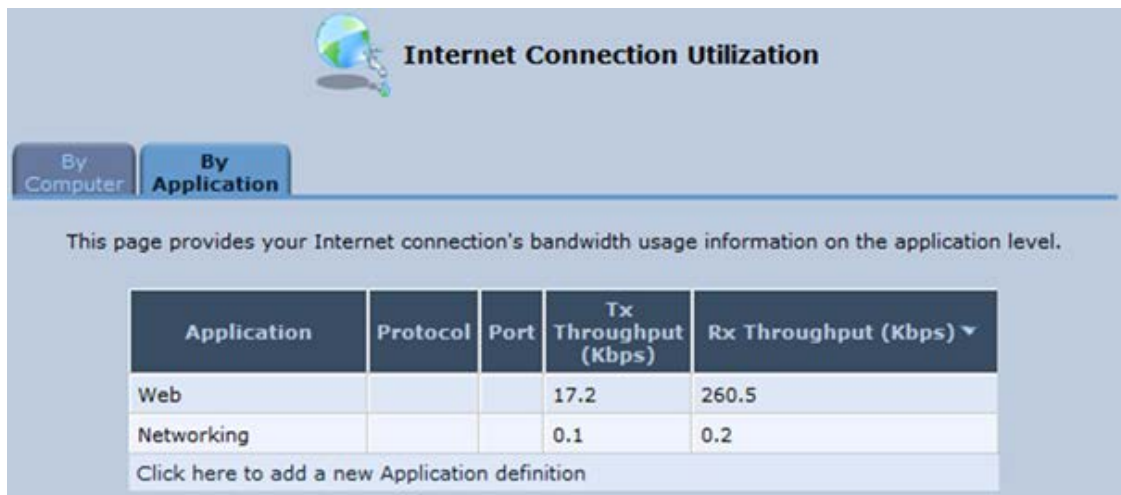 Internet Connection Utilization
By
Computer
By
Application
This page provides your Internet connection's bandwidth usage information on the application level.
Application Protocol Port Tx Throughput (Kbps) Rx Throughput (Kbps)
Web 17.2 260.5
Networking 0.1 0.2
Click here to add a new Application definition